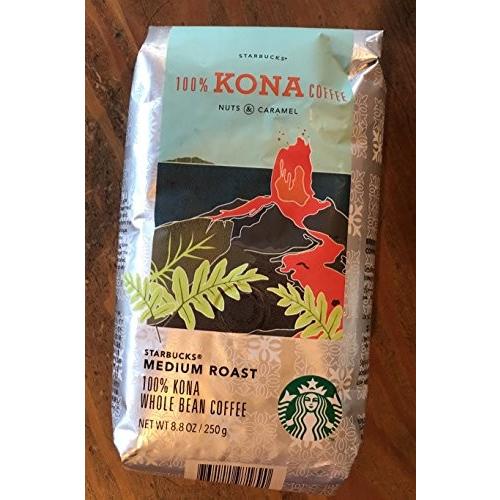 STARBUCKS®
100% KONA COFFEE
NUTS & CARAMEL
STARBUCKS®
MEDIUM ROAST
100% KONA
WHOLE BEAN COFFEE
NET WT 8.8 OZ / 250 g